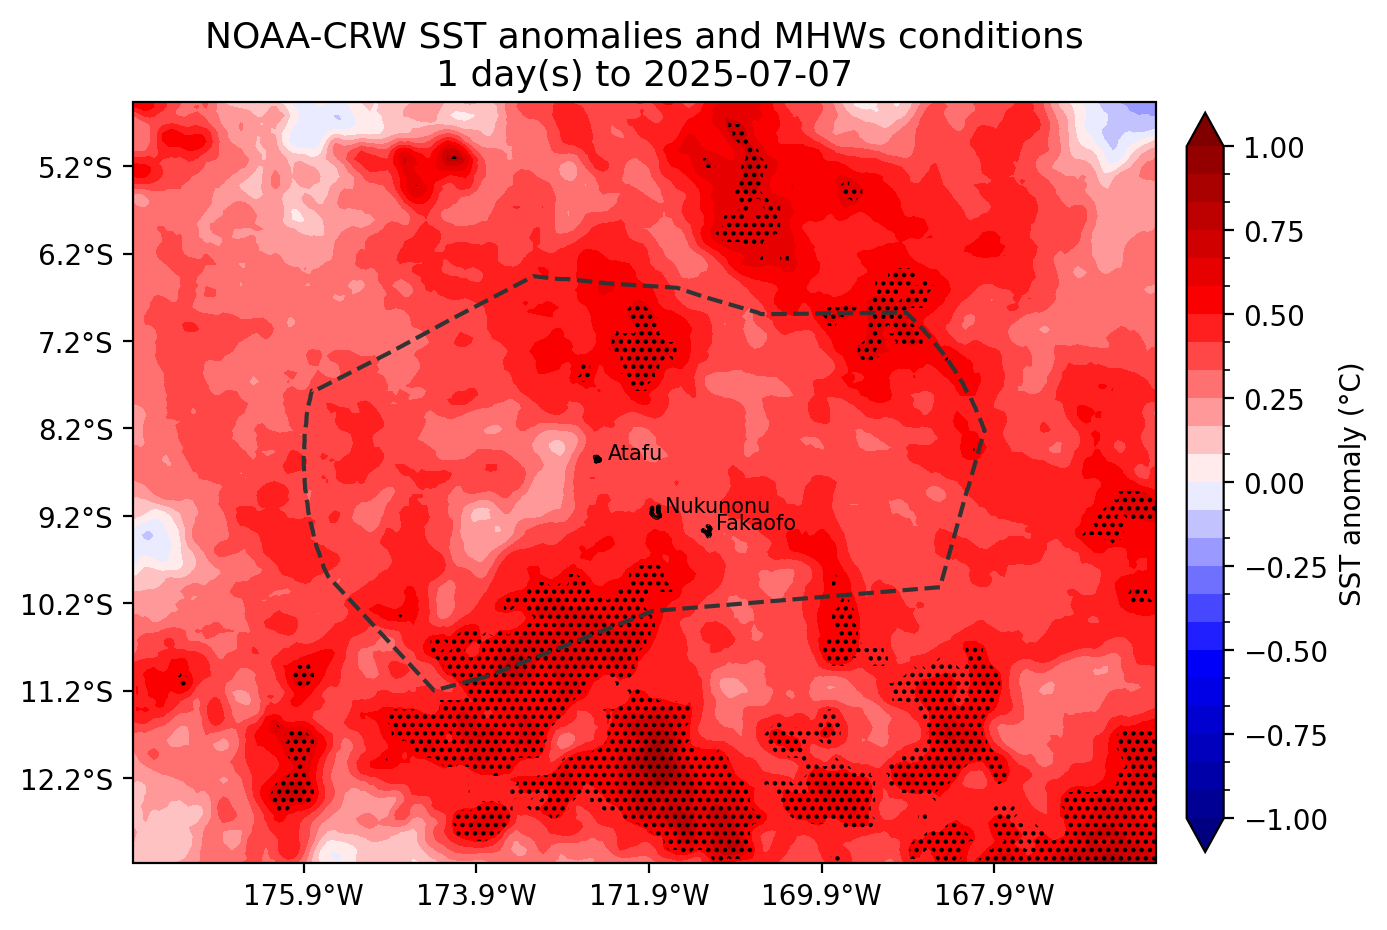 NOAA-CRW SST anomalies and MHWs conditions
1 day(s) to 2025-07-07
5.2°S
6.2°S
7.2°S
8.2°S
9.2°S
10.2°S
11.2°S
12.2°S
Atafu
Nukunonu
Fakaofo
175.9°W
173.9°W
171.9°W
169.9°W
167.9°W
1.00
0.75
0.50
0.25
0.00
−0.25
−0.50
−0.75
−1.00
SST anomaly (°C)